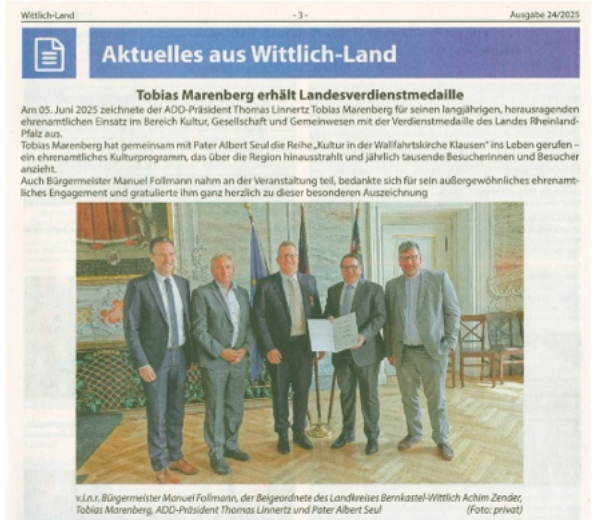 Wittlich-Land - 3 - Ausgabe 24/2025
Aktuelles aus Wittlich-Land
Tobias Marenberg erhält Landesverdienstmedaille
Am 05. Juni 2025 zeichnete der ADD-Präsident Thomas Linnertz Tobias Marenberg für seinen langjährigen, herausragenden
ehrenamtlichen Einsatz im Bereich Kultur, Gesellschaft und Gemeinwesen mit der Verdienstmedaille des Landes Rheinland-
Pfalz aus.
Tobias Marenberg hat gemeinsam mit Pater Albert Seul die Reihe „Kultur in der Wallfahrtskirche Klausen“ ins Leben gerufen –
ein ehrenamtliches Kulturprogramm, das über die Region hinausstrahlt und jährlich tausende Besucherinnen und Besucher
anzieht.
Auch Bürgermeister Manuel Follmann nahm an der Veranstaltung teil, bedankte sich für sein außergewöhnliches ehrenamt-
liches Engagement und gratulierte ihm ganz herzlich zu dieser besonderen Auszeichnung
v.l.n.r. Bürgermeister Manuel Follmann, der Beigeordnete des Landkreises Bernkastel-Wittlich Achim Zender,
Tobias Marenberg, ADD-Präsident Thomas Linnertz und Pater Albert Seul (Foto: privat)